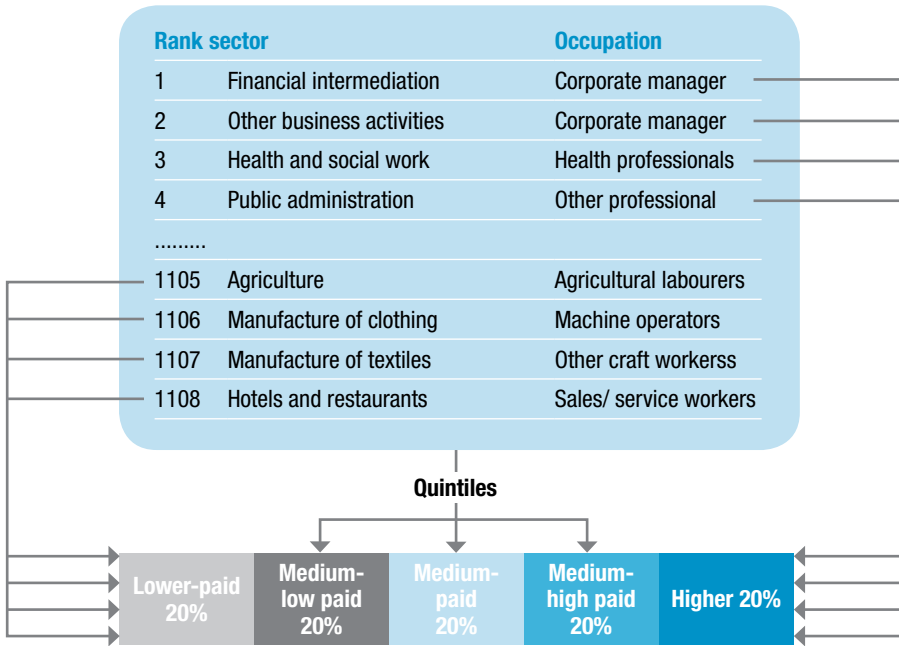 Rank sector Occupation
1 Financial intermediation Corporate manager
2 Other business activities Corporate manager
3 Health and social work Health professionals
4 Public administration Other professional
.........
1105 Agriculture Agricultural labourers
1106 Manufacture of clothing Machine operators
1107 Manufacture of textiles Other craft workerss
1108 Hotels and restaurants Sales/ service workers
Quintiles
Lower-paid
20%
Medium-
low paid
20%
Medium-
paid
20%
Medium-
high paid
20%
Higher 20%